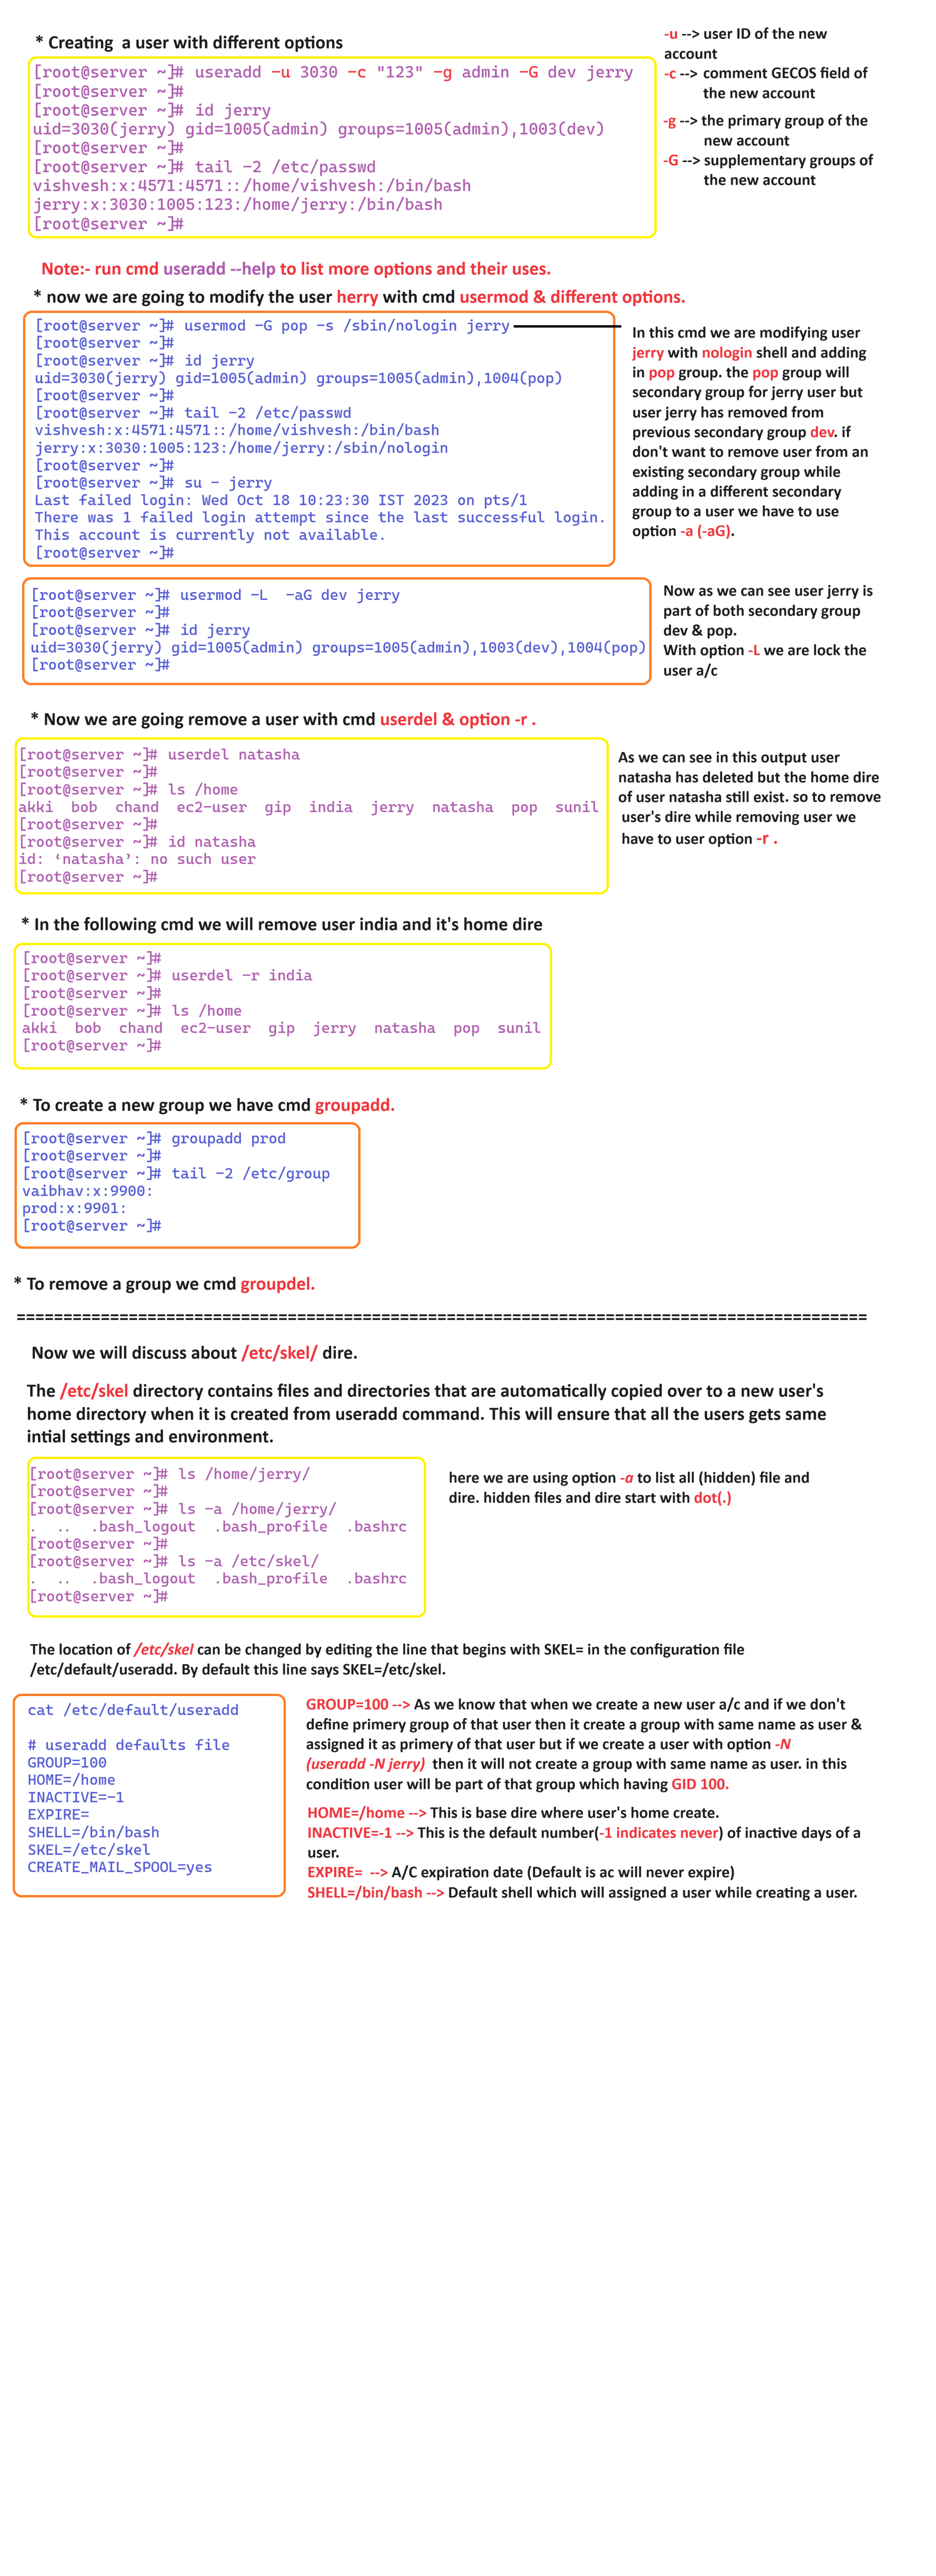 * Creating  a user with different options
[root@server ~]# useradd -u 3030 -c "123" -g admin -G dev jerry
[root@server ~]#
[root@server ~]# id jerry
uid=3030(jerry) gid=1005(admin) groups=1005(admin),1003(dev)
[root@server ~]#
[root@server ~]# tail -2 /etc/passwd
vishvesh:x:4571:4571::/home/vishvesh:/bin/bash
jerry:x:3030:1005:123:/home/jerry:/bin/bash
[root@server ~]#
-u --> user ID of the new
account
-c --> comment GECOS field of
the new account
-g --> the primary group of the
new account
-G --> supplementary groups of
the new account
Note:- run cmd useradd --help to list more options and their uses.
* now we are going to modify the user herry with cmd usermod & different options.
[root@server ~]# usermod -G pop -s /sbin/nologin jerry
[root@server ~]#
[root@server ~]# id jerry
uid=3030(jerry) gid=1005(admin) groups=1005(admin),1004(pop)
[root@server ~]#
[root@server ~]# tail -2 /etc/passwd
vishvesh:x:4571:4571::/home/vishvesh:/bin/bash
jerry:x:3030:1005:123:/home/jerry:/sbin/nologin
[root@server ~]#
[root@server ~]# su - jerry
Last failed login: Wed Oct 18 10:23:30 IST 2023 on pts/1
There was 1 failed login attempt since the last successful login.
This account is currently not available.
[root@server ~]#
In this cmd we are modifying user
jerry with nologin shell and adding
in pop group. the pop group will
secondary group for jerry user but
user jerry has removed from
previous secondary group dev. if
don't want to remove user from an
existing secondary group while
adding in a different secondary
group to a user we have to use
option -a (-aG).
[root@server ~]# usermod -L  -aG dev jerry
[root@server ~]#
[root@server ~]# id jerry
uid=3030(jerry) gid=1005(admin) groups=1005(admin),1003(dev),1004(pop)
[root@server ~]#
Now as we can see user jerry is
part of both secondary group
dev & pop.
With option -L we are lock the
user a/c
* Now we are going remove a user with cmd userdel & option -r .
[root@server ~]# userdel natasha
[root@server ~]#
[root@server ~]# ls /home
akki  bob  chand  ec2-user  gip  india  jerry  natasha  pop  sunil
[root@server ~]#
[root@server ~]# id natasha
id: ‘natasha’: no such user
[root@server ~]#
As we can see in this output user
natasha has deleted but the home dire
of user natasha still exist. so to remove
user's dire while removing user we
have to user option -r .
* In the following cmd we will remove user india and it's home dire
[root@server ~]#
[root@server ~]# userdel -r india
[root@server ~]#
[root@server ~]# ls /home
akki  bob  chand  ec2-user  gip  jerry  natasha  pop  sunil
[root@server ~]#
* To create a new group we have cmd groupadd.
[root@server ~]# groupadd prod
[root@server ~]#
[root@server ~]# tail -2 /etc/group
vaibhav:x:9900:
prod:x:9901:
[root@server ~]#
* To remove a group we cmd groupdel.
==========================================================================================
Now we will discuss about /etc/skel/ dire.
The /etc/skel directory contains files and directories that are automatically copied over to a new user's
home directory when it is created from useradd command. This will ensure that all the users gets same
intial settings and environment.
[root@server ~]# ls /home/jerry/
[root@server ~]#
[root@server ~]# ls -a /home/jerry/
.  ..  .bash_logout  .bash_profile  .bashrc
[root@server ~]#
[root@server ~]# ls -a /etc/skel/
.  ..  .bash_logout  .bash_profile  .bashrc
[root@server ~]#
here we are using option -a to list all (hidden) file and
dire. hidden files and dire start with dot(.)
The location of /etc/skel can be changed by editing the line that begins with SKEL= in the configuration file
/etc/default/useradd. By default this line says SKEL=/etc/skel.
cat /etc/default/useradd
# useradd defaults file
GROUP=100
HOME=/home
INACTIVE=-1
EXPIRE=
SHELL=/bin/bash
SKEL=/etc/skel
CREATE_MAIL_SPOOL=yes
GROUP=100 --> As we know that when we create a new user a/c and if we don't
define primery group of that user then it create a group with same name as user &
assigned it as primery of that user but if we create a user with option -N
(useradd -N jerry)  then it will not create a group with same name as user. in this
condition user will be part of that group which having GID 100.
HOME=/home --> This is base dire where user's home create.
INACTIVE=-1 --> This is the default number(-1 indicates never) of inactive days of a
user.
EXPIRE=  --> A/C expiration date (Default is ac will never expire)
SHELL=/bin/bash --> Default shell which will assigned a user while creating a user.